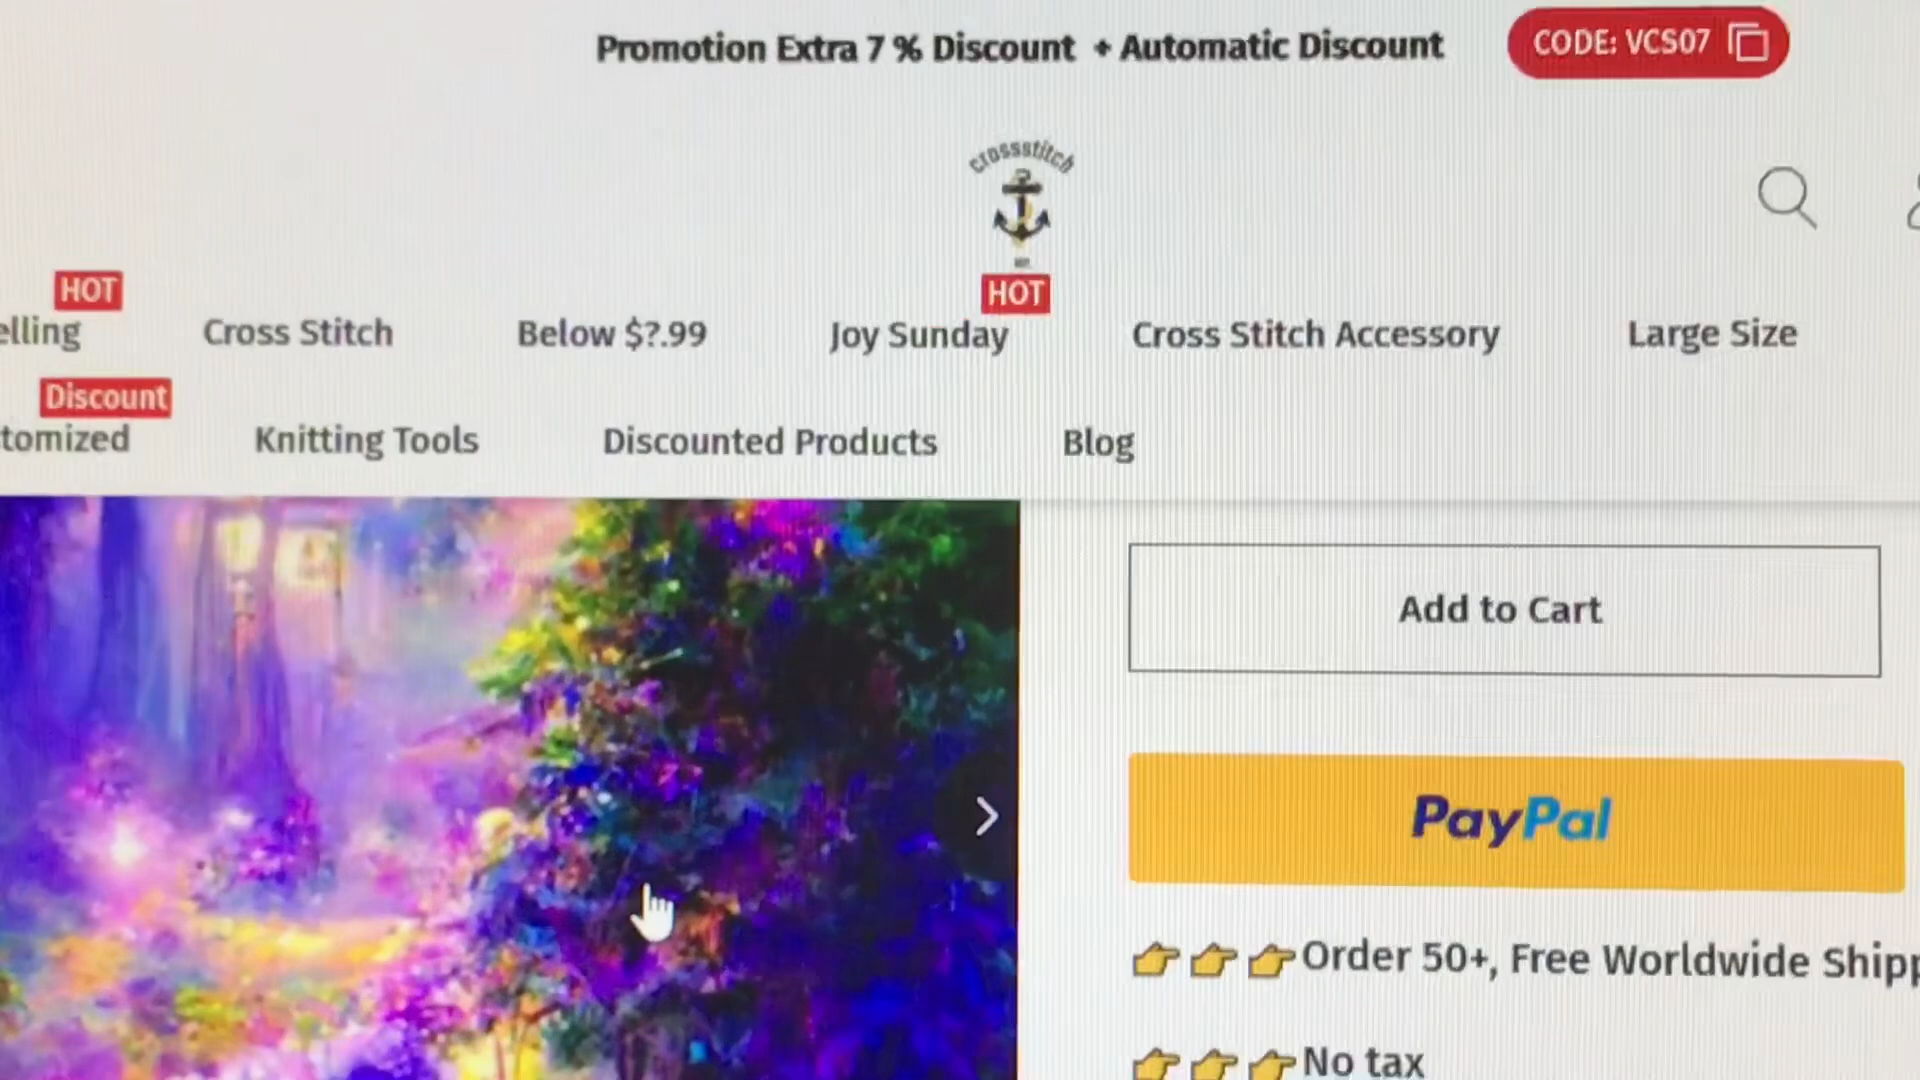 Promotion Extra 7 % Discount + Automatic Discount
CODE: VCS07
crossstitch
HOT
HOT
elling
Cross Stitch
Below $?.99
Joy Sunday
Cross Stitch Accessory
Large Size
Discount
tomized
Knitting Tools
Discounted Products
Blog
Add to Cart
PayPal
👉👉👉Order 50+, Free Worldwide Shipp
👉👉👉No tax